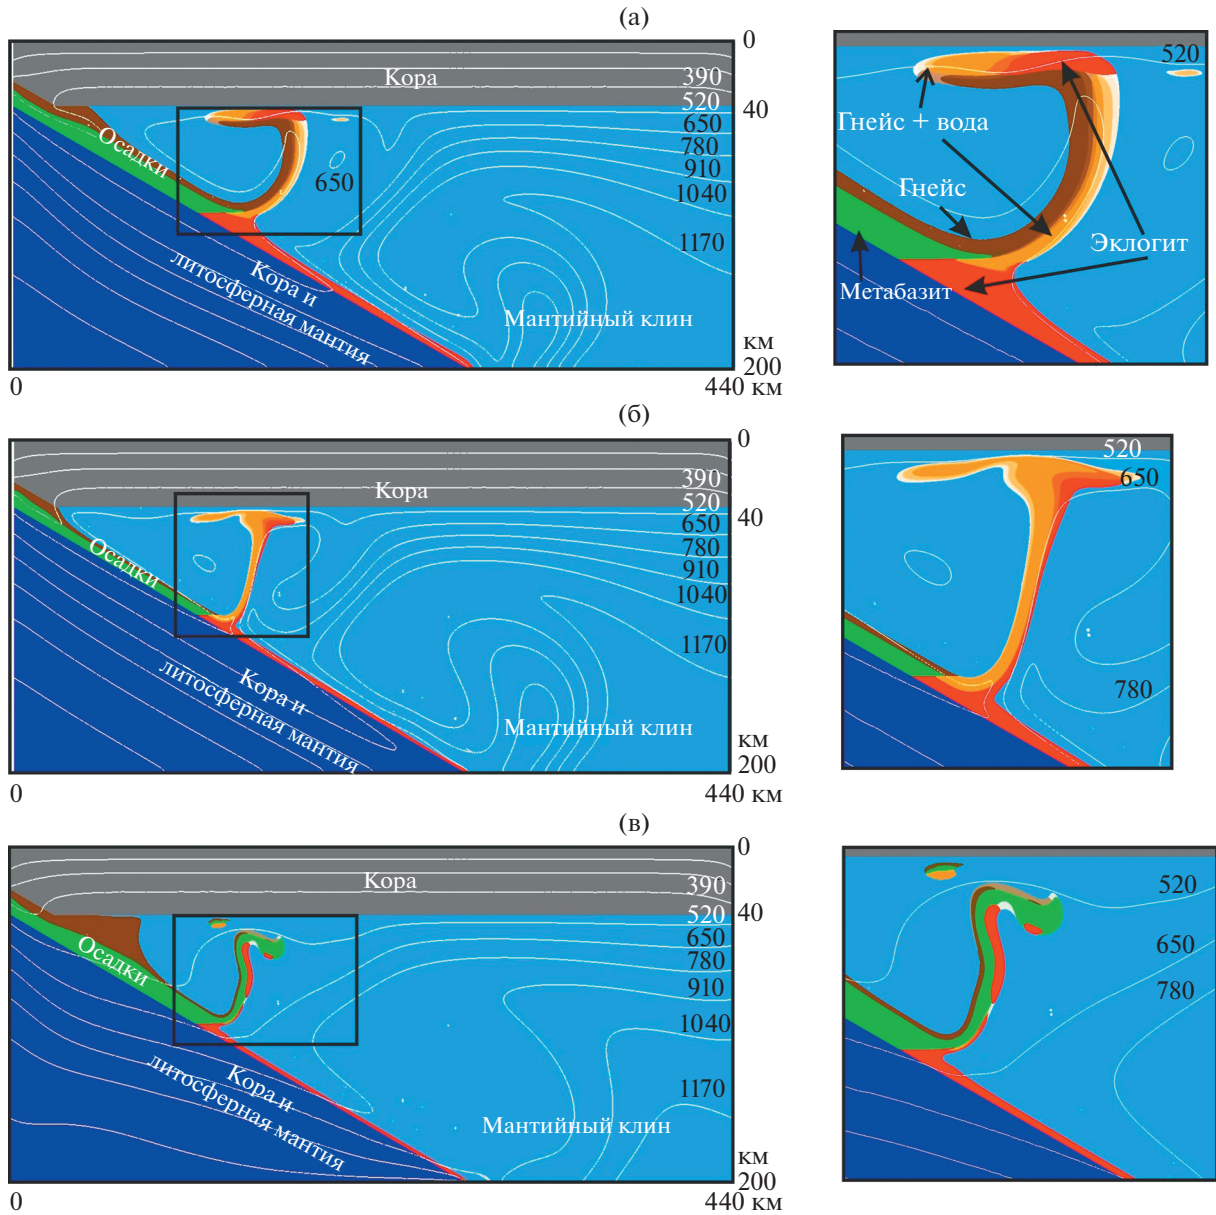 (а)
0
Кора
390
520
40
650
780
910
1040
1170
Осадки
650
Кора и
литосферная мантия
Мантийный клин
км
200
0
440 км
520
Гнейс + вода
Гнейс
Эклогит
Метабазит
(б)
0
Кора
390
520
40
650
780
910
1040
1170
Осадки
Кора и
литосферная мантия
Мантийный клин
км
200
0
440 км
520
650
780
(в)
0
Кора
390
520
40
650
780
910
1040
1170
Осадки
Кора и
литосферная мантия
Мантийный клин
км
200
0
440 км
520
650
780